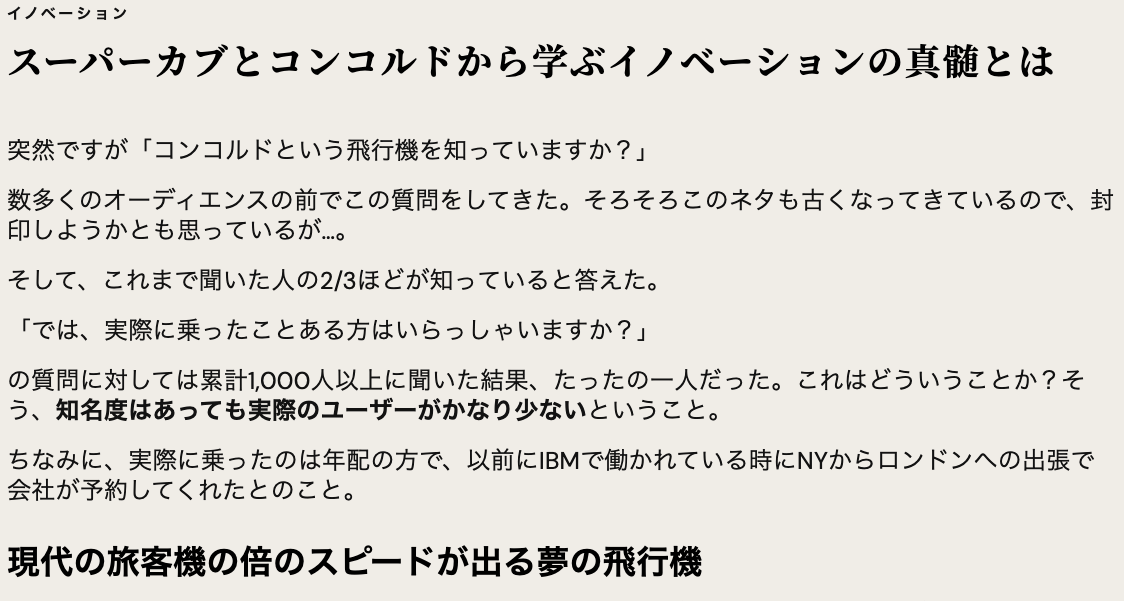 イノベーション
スーパーカブとコンコルドから学ぶイノベーションの真髄とは
突然ですが「コンコルドという飛行機を知っていますか？」
数多くのオーディエンスの前でこの質問をしてきた。そろそろこのネタも古くなってきているので、封
印しようかとも思っているが…。
そして、これまで聞いた人の2/3ほどが知っていると答えた。
「では、実際に乗ったことある方はいらっしゃいますか？」
の質問に対しては累計1,000人以上に聞いた結果、たったの一人だった。これはどういうことか？そ
う、知名度はあっても実際のユーザーがかなり少ないということ。
ちなみに、実際に乗ったのは年配の方で、以前にIBMで働かれている時にNYからロンドンへの出張で
会社が予約してくれたとのこと。
現代の旅客機の倍のスピードが出る夢の飛行機